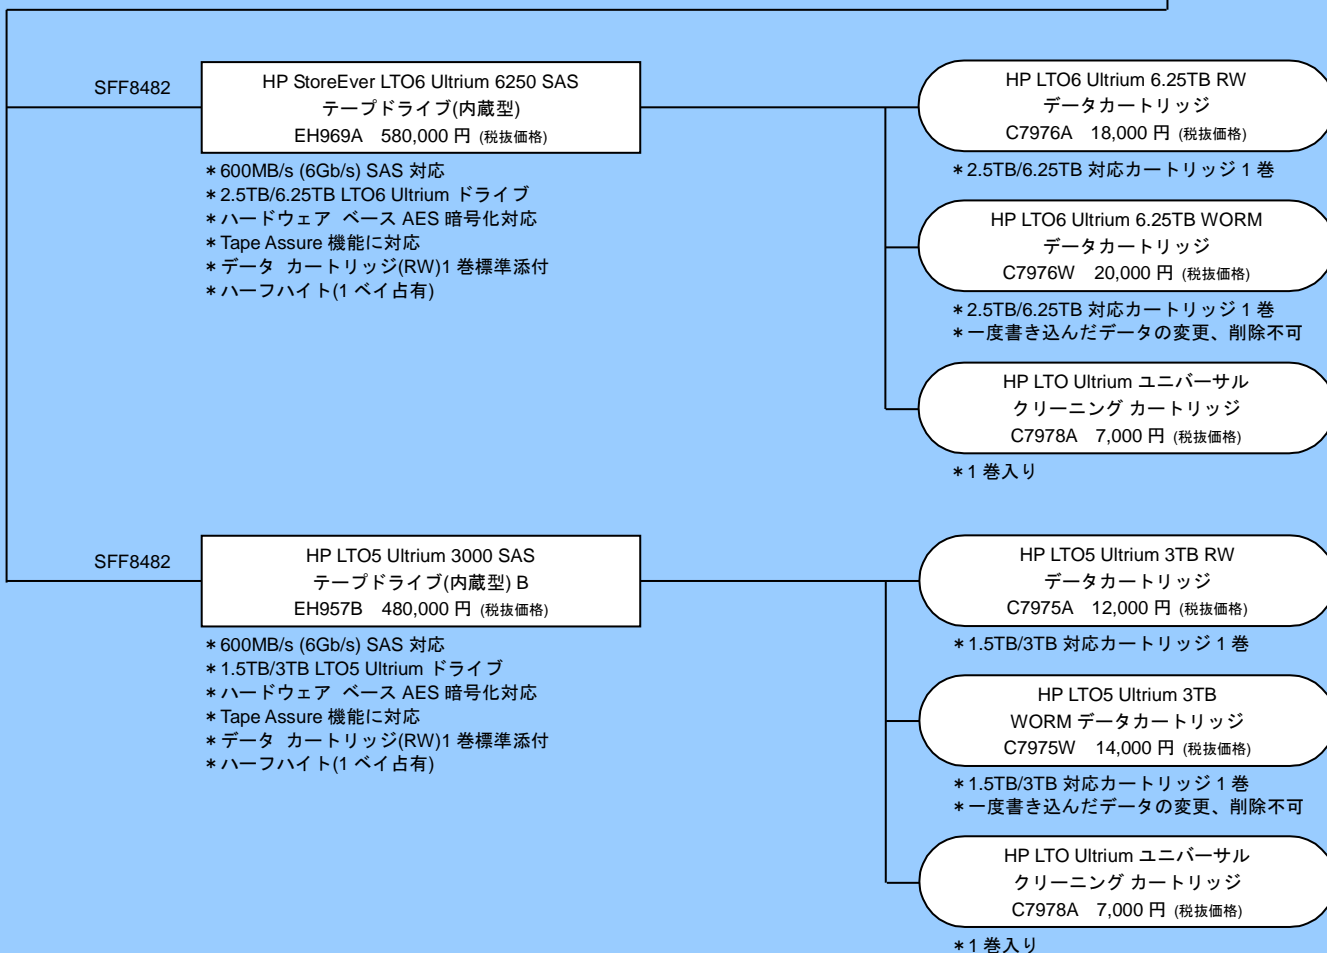 SFF8482
HP StoreEver LTO6 Ultrium 6250 SAS
テープドライブ(内蔵型)
EH969A 580,000 円 (税抜価格)
＊600MB/s (6Gb/s) SAS 対応
＊2.5TB/6.25TB LTO6 Ultrium ドライブ
＊ハードウェア ベース AES 暗号化対応
＊Tape Assure 機能に対応
＊データ カートリッジ(RW)1 巻標準添付
＊ハーフハイト(1 ベイ占有)
HP LTO6 Ultrium 6.25TB RW
データカートリッジ
C7976A 18,000 円 (税抜価格)
＊2.5TB/6.25TB 対応カートリッジ 1 巻
HP LTO6 Ultrium 6.25TB WORM
データカートリッジ
C7976W 20,000 円 (税抜価格)
＊2.5TB/6.25TB 対応カートリッジ 1 巻
＊一度書き込んだデータの変更、削除不可
HP LTO Ultrium ユニバーサル
クリーニング カートリッジ
C7978A 7,000 円 (税抜価格)
＊1 巻入り
SFF8482
HP LTO5 Ultrium 3000 SAS
テープドライブ(内蔵型) B
EH957B 480,000 円 (税抜価格)
＊600MB/s (6Gb/s) SAS 対応
＊1.5TB/3TB LTO5 Ultrium ドライブ
＊ハードウェア ベース AES 暗号化対応
＊Tape Assure 機能に対応
＊データ カートリッジ(RW)1 巻標準添付
＊ハーフハイト(1 ベイ占有)
HP LTO5 Ultrium 3TB RW
データカートリッジ
C7975A 12,000 円 (税抜価格)
＊1.5TB/3TB 対応カートリッジ 1 巻
HP LTO5 Ultrium 3TB
WORM データカートリッジ
C7975W 14,000 円 (税抜価格)
＊1.5TB/3TB 対応カートリッジ 1 巻
＊一度書き込んだデータの変更、削除不可
HP LTO Ultrium ユニバーサル
クリーニング カートリッジ
C7978A 7,000 円 (税抜価格)
＊1 巻入り